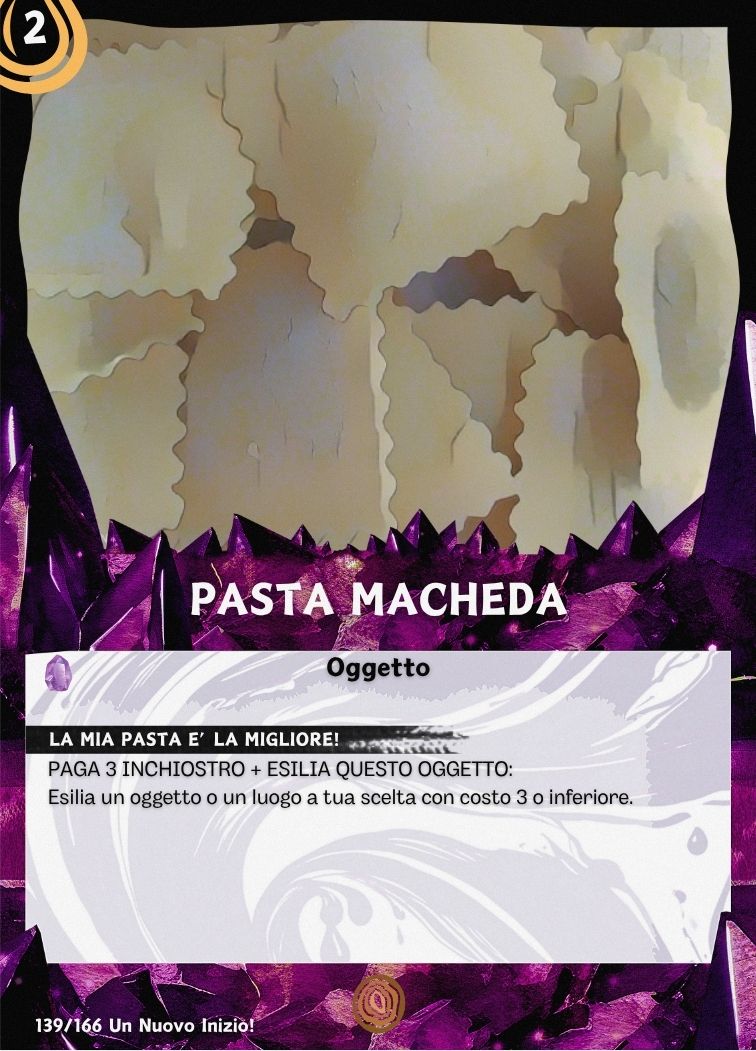 2
PASTA MACHEDA
Oggetto
LA MIA PASTA E' LA MIGLIORE!
PAGA 3 INCHIOSTRO + ESILIA QUESTO OGGETTO:
Esilia un oggetto o un luogo a tua scelta con costo 3 o inferiore.
139/166 Un Nuovo Inizio!